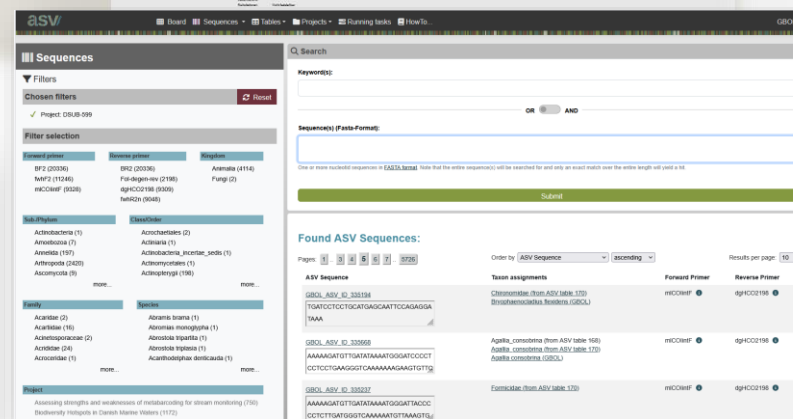 asv
Board Sequences Tables Projects Running tasks HowTo... GBOL
Sequences
Filters
Chosen filters Reset
Project: DSUB-599
Filter selection
Forward primer Reverse primer Kingdom
BF2 (20336) BR2 (20336) Animalia (4114)
fwhF2 (11246) Fol-degen-rev (2198) Fungi (2)
mlCOIintF (9328) dgHCO2198 (9309)
fwhR2n (9048)
Sub-/Phylum Class/Order
Actinobacteria (1) Acrochaetiales (2)
Amoebozoa (7) Actiniaria (1)
Annelida (197) Actinobacteria_incertae_sedis (1)
Arthropoda (2420) Actinomycetales (1)
Ascomycota (9) Actinopterygii (198)
more... more...
Family Species
Acaridae (2) Abramis brama (1)
Acartiidae (16) Abromias monoglypha (1)
Acinetosporaceae (2) Abrostola tripartita (1)
Acrididae (24) Abrostola triplasia (1)
Acroceridae (1) Acanthodelphax denticauda (1)
more... more...
Project
Assessing strengths and weaknesses of metabarcoding for stream monitoring (750)
Biodiversity Hotspots in Danish Marine Waters (1172)
Search
Keyword(s):
OR AND
Sequence(s) (Fasta-Format):
One or more nucleotid sequences in FASTA format. Note that the entire sequence(s) will be searched for and only an exact match over the entire length will yield a hit.
Submit
Found ASV Sequences:
Pages: 1 .. 3 4 5 6 7 .. 5726 Order by ASV Sequence ascending Results per page: 10
ASV Sequence Taxon assignments Forward Primer Reverse Primer
GBOL_ASV_ID_335194 Chironomidae (from ASV table 170) mlCOIintF dgHCO2198
TGATCCTCCTGCATGAGCAATTCCAGAGGA Bryophaenocladius flexidens (GBOL)
TAAA
GBOL_ASV_ID_335668 Agallia_consobrina (from ASV table 168) mlCOIintF dgHCO2198
AAAAAGATGTTGATATAAAATGGGATCCCCT Agallia_consobrina (from ASV table 170)
CCTCCTGAAGGGTCAAAAAAGAAGTGTTG Agallia consobrina (GBOL)
GBOL_ASV_ID_335237 Formicidae (from ASV table 170) mlCOIintF dgHCO2198
AAAAAGATGTTGATATAAAATGGGATTACCC
CCTCTTGATGGGTCAAAAAATGTTAAAGTG